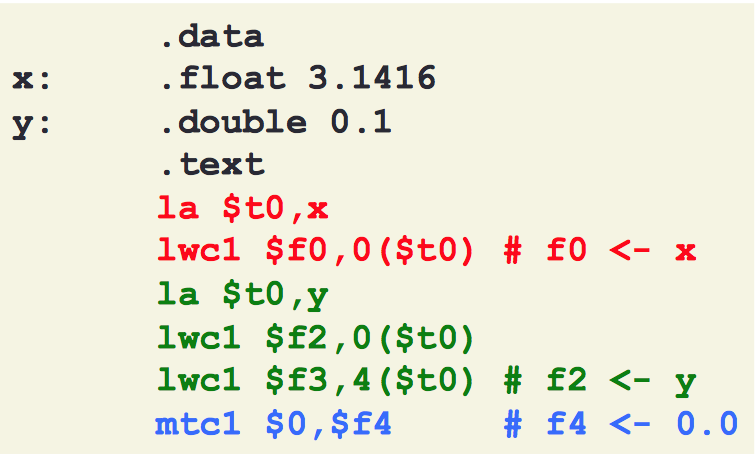 .data
x: .float 3.1416
y: .double 0.1
.text
la $t0,x
lwc1 $f0,0($t0) # f0 <- x
la $t0,y
lwc1 $f2,0($t0)
lwc1 $f3,4($t0) # f2 <- y
mtc1 $0,$f4 # f4 <- 0.0